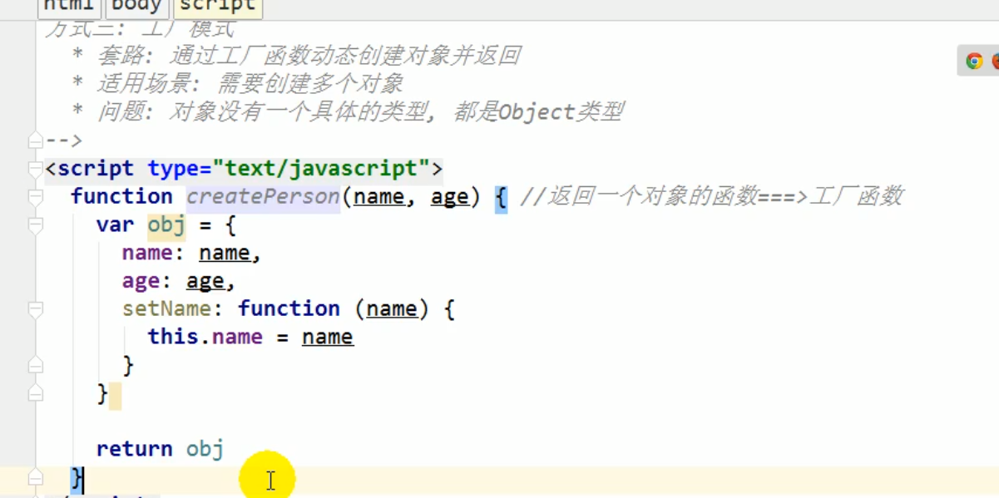 html body script
方式三: 工厂模式
* 套路: 通过工厂函数动态创建对象并返回
* 适用场景: 需要创建多个对象
* 问题: 对象没有一个具体的类型, 都是Object类型
-->
<script type="text/javascript">
function createPerson(name, age) { //返回一个对象的函数===>工厂函数
var obj = {
name: name,
age: age,
setName: function (name) {
this.name = name
}
}
return obj
}